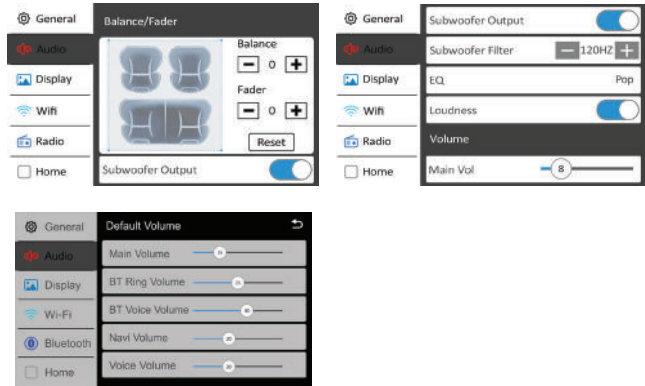 General
Audio
Display
Wifi
Radio
Home
Balance/Fader
Balance
0
Fader
0
Reset
Subwoofer Output
General
Audio
Display
Wifi
Radio
Home
Subwoofer Output
Subwoofer Filter 120HZ
EQ Pop
Loudness
Volume
Main Vol 8
General
Audio
Display
Wi-Fi
Bluetooth
Home
Default Volume
Main Volume
BT Ring Volume
BT Voice Volume
Navi Volume
Voice Volume